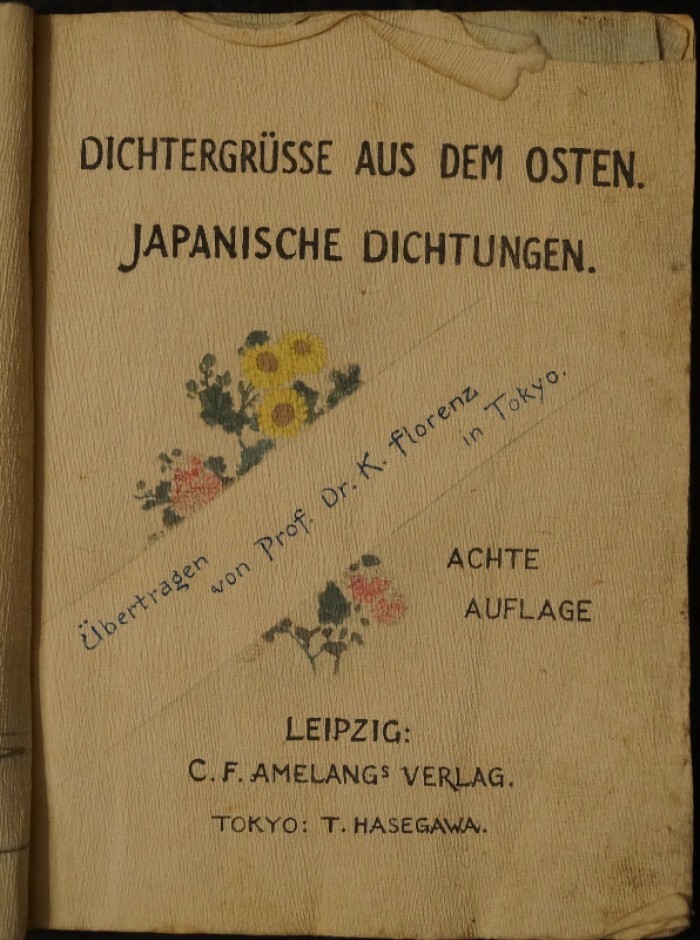 DICHTERGRÜSSE AUS DEM OSTEN.
JAPANISCHE DICHTUNGEN.
Übertragen
von Prof. Dr. K. Florenz
in Tokyo.
ACHTE
AUFLAGE
LEIPZIG:
C. F. AMELANGs VERLAG.
TOKYO: T. HASEGAWA.